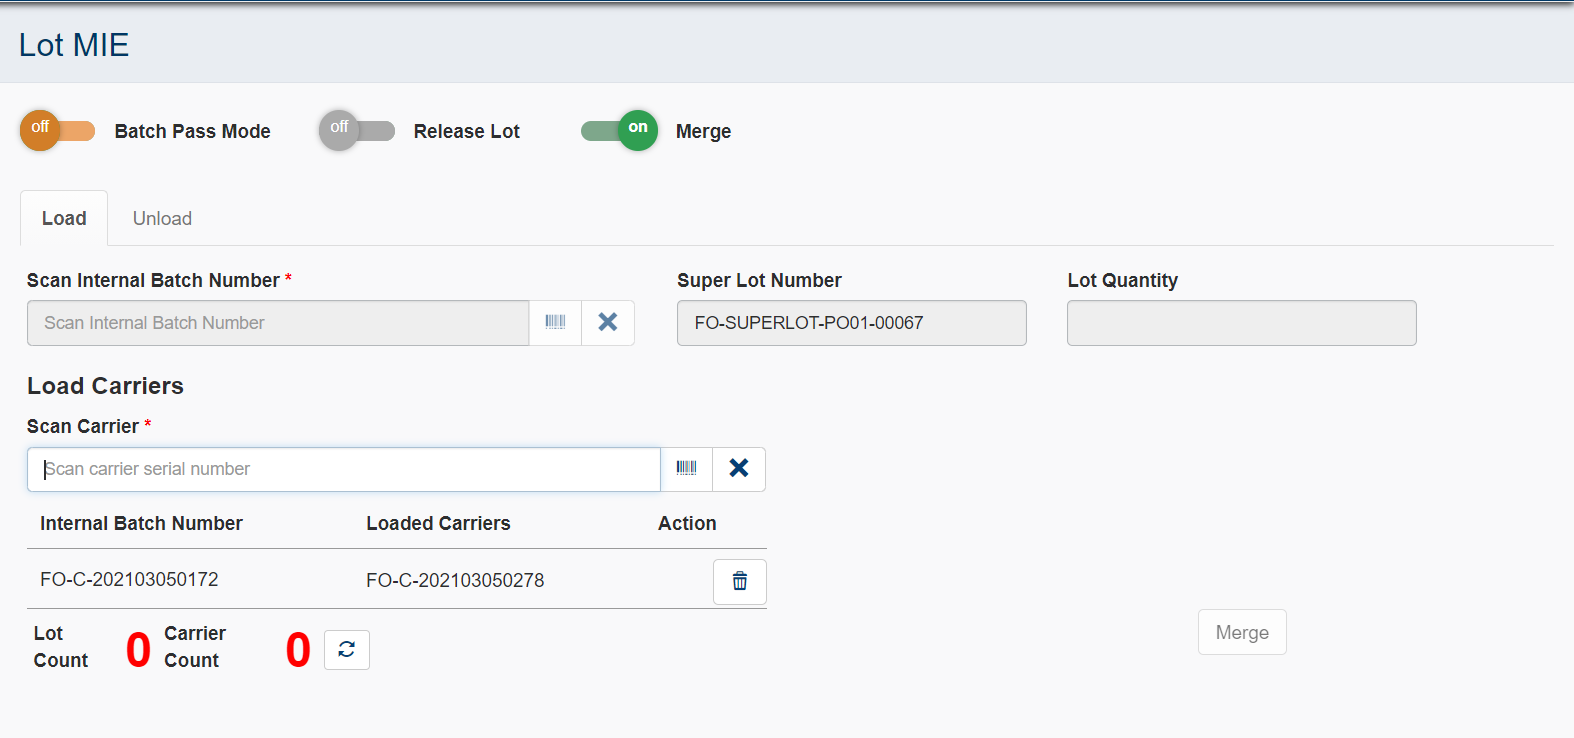 Lot MIE
off Batch Pass Mode off Release Lot on Merge
Load Unload
Scan Internal Batch Number * Super Lot Number Lot Quantity
Scan Internal Batch Number FO-SUPERLOT-PO01-00067
Load Carriers
Scan Carrier *
Scan carrier serial number
Internal Batch Number Loaded Carriers Action
FO-C-202103050172 FO-C-202103050278
Lot Count 0 Carrier Count 0
Merge